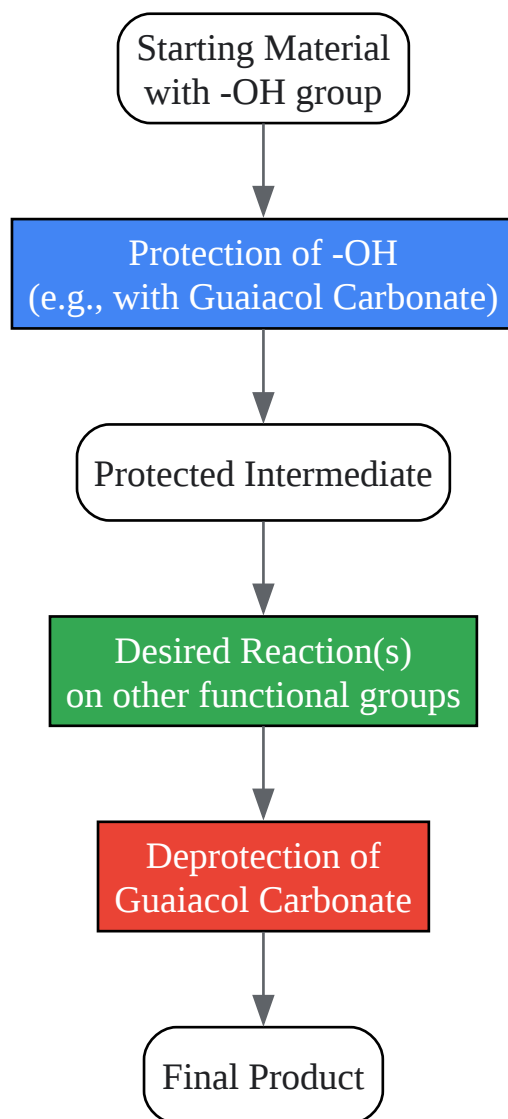 Starting Material
with -OH group
Protection of -OH
(e.g., with Guaiacol Carbonate)
Protected Intermediate
Desired Reaction(s)
on other functional groups
Deprotection of
Guaiacol Carbonate
Final Product